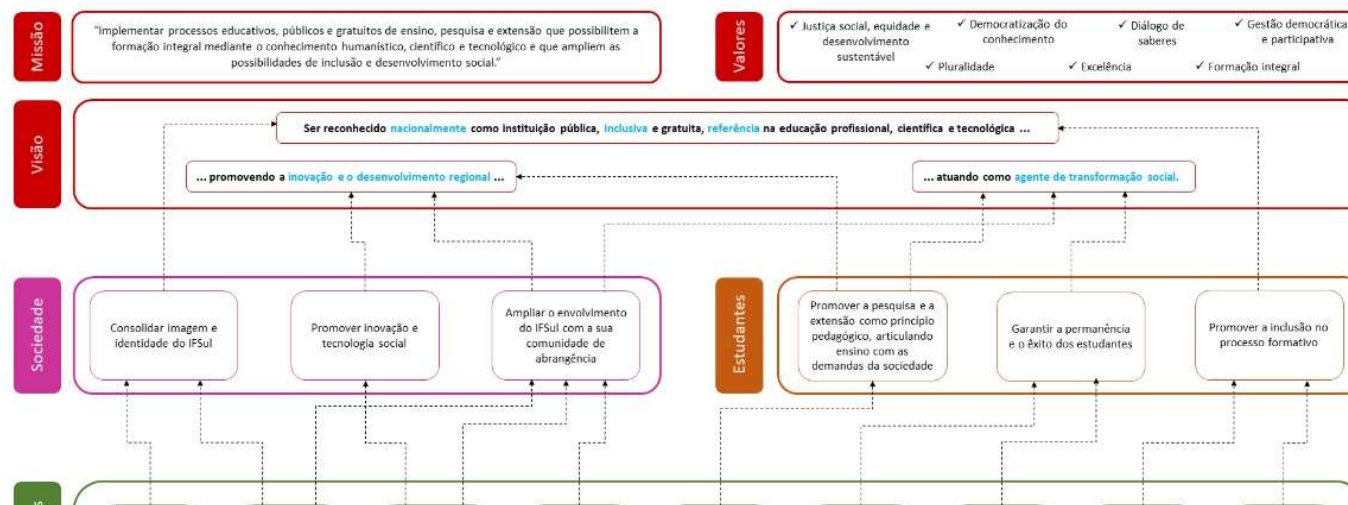 Missão
"Implementar processos educativos, públicos e gratuitos de ensino, pesquisa e extensão que possibilitem a
formação integral mediante o conhecimento humanístico, científico e tecnológico e que ampliem as
possibilidades de inclusão e desenvolvimento social."
Valores
✓ Justiça social, equidade e
desenvolvimento
sustentável
✓ Democratização do
conhecimento
✓ Diálogo de
saberes
✓ Gestão democrática
e participativa
✓ Pluralidade
✓ Excelência
✓ Formação integral
Visão
Ser reconhecido nacionalmente como instituição pública, inclusiva e gratuita, referência na educação profissional, científica e tecnológica ...
... promovendo a inovação e o desenvolvimento regional ...
... atuando como agente de transformação social.
Sociedade
Consolidar imagem e
identidade do IFSul
Promover inovação e
tecnologia social
Ampliar o envolvimento
do IFSul com a sua
comunidade de
abrangência
Estudantes
Promover a pesquisa e a
extensão como princípio
pedagógico, articulando
ensino com as
demandas da sociedade
Garantir a permanência
e o êxito dos estudantes
Promover a inclusão no
processo formativo